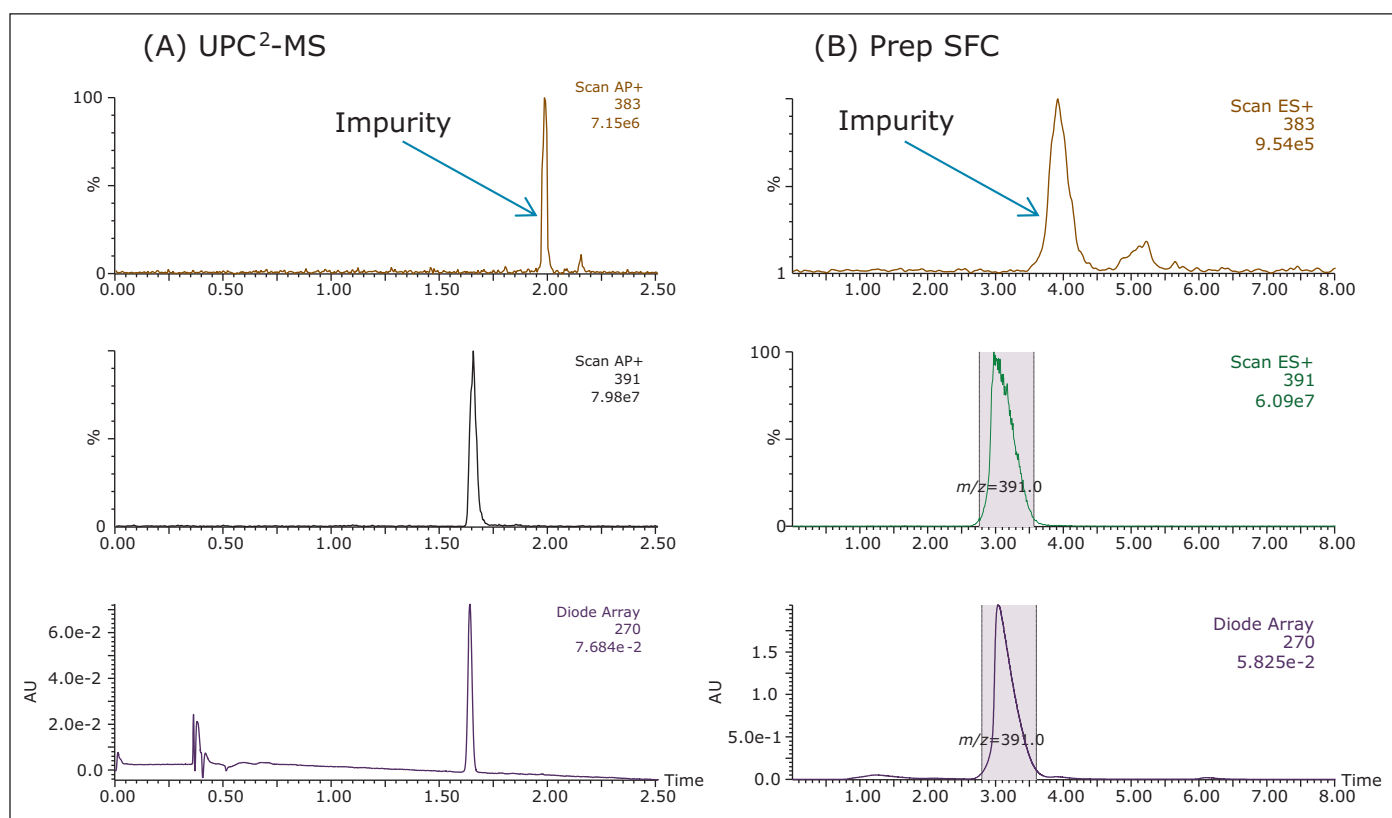 (A) UPC²-MS
Scan AP+
383
7.15e6
Impurity
100
%
0
0.00 0.50 1.00 1.50 2.00 2.50
Scan AP+
391
7.98e7
%
0
0.00 0.50 1.00 1.50 2.00 2.50
Diode Array
270
7.684e-2
6.0e-2
4.0e-2
AU
2.0e-2
0.0
Time
0.00 0.50 1.00 1.50 2.00 2.50
(B) Prep SFC
Scan ES+
383
9.54e5
Impurity
%
1
1.00 2.00 3.00 4.00 5.00 6.00 7.00 8.00
100
Scan ES+
391
6.09e7
%
m/z=391.0
0
1.00 2.00 3.00 4.00 5.00 6.00 7.00 8.00
Diode Array
270
5.825e-2
1.5
AU
1.0
m/z=391.0
5.0e-1
0.0
Time
1.00 2.00 3.00 4.00 5.00 6.00 7.00 8.00